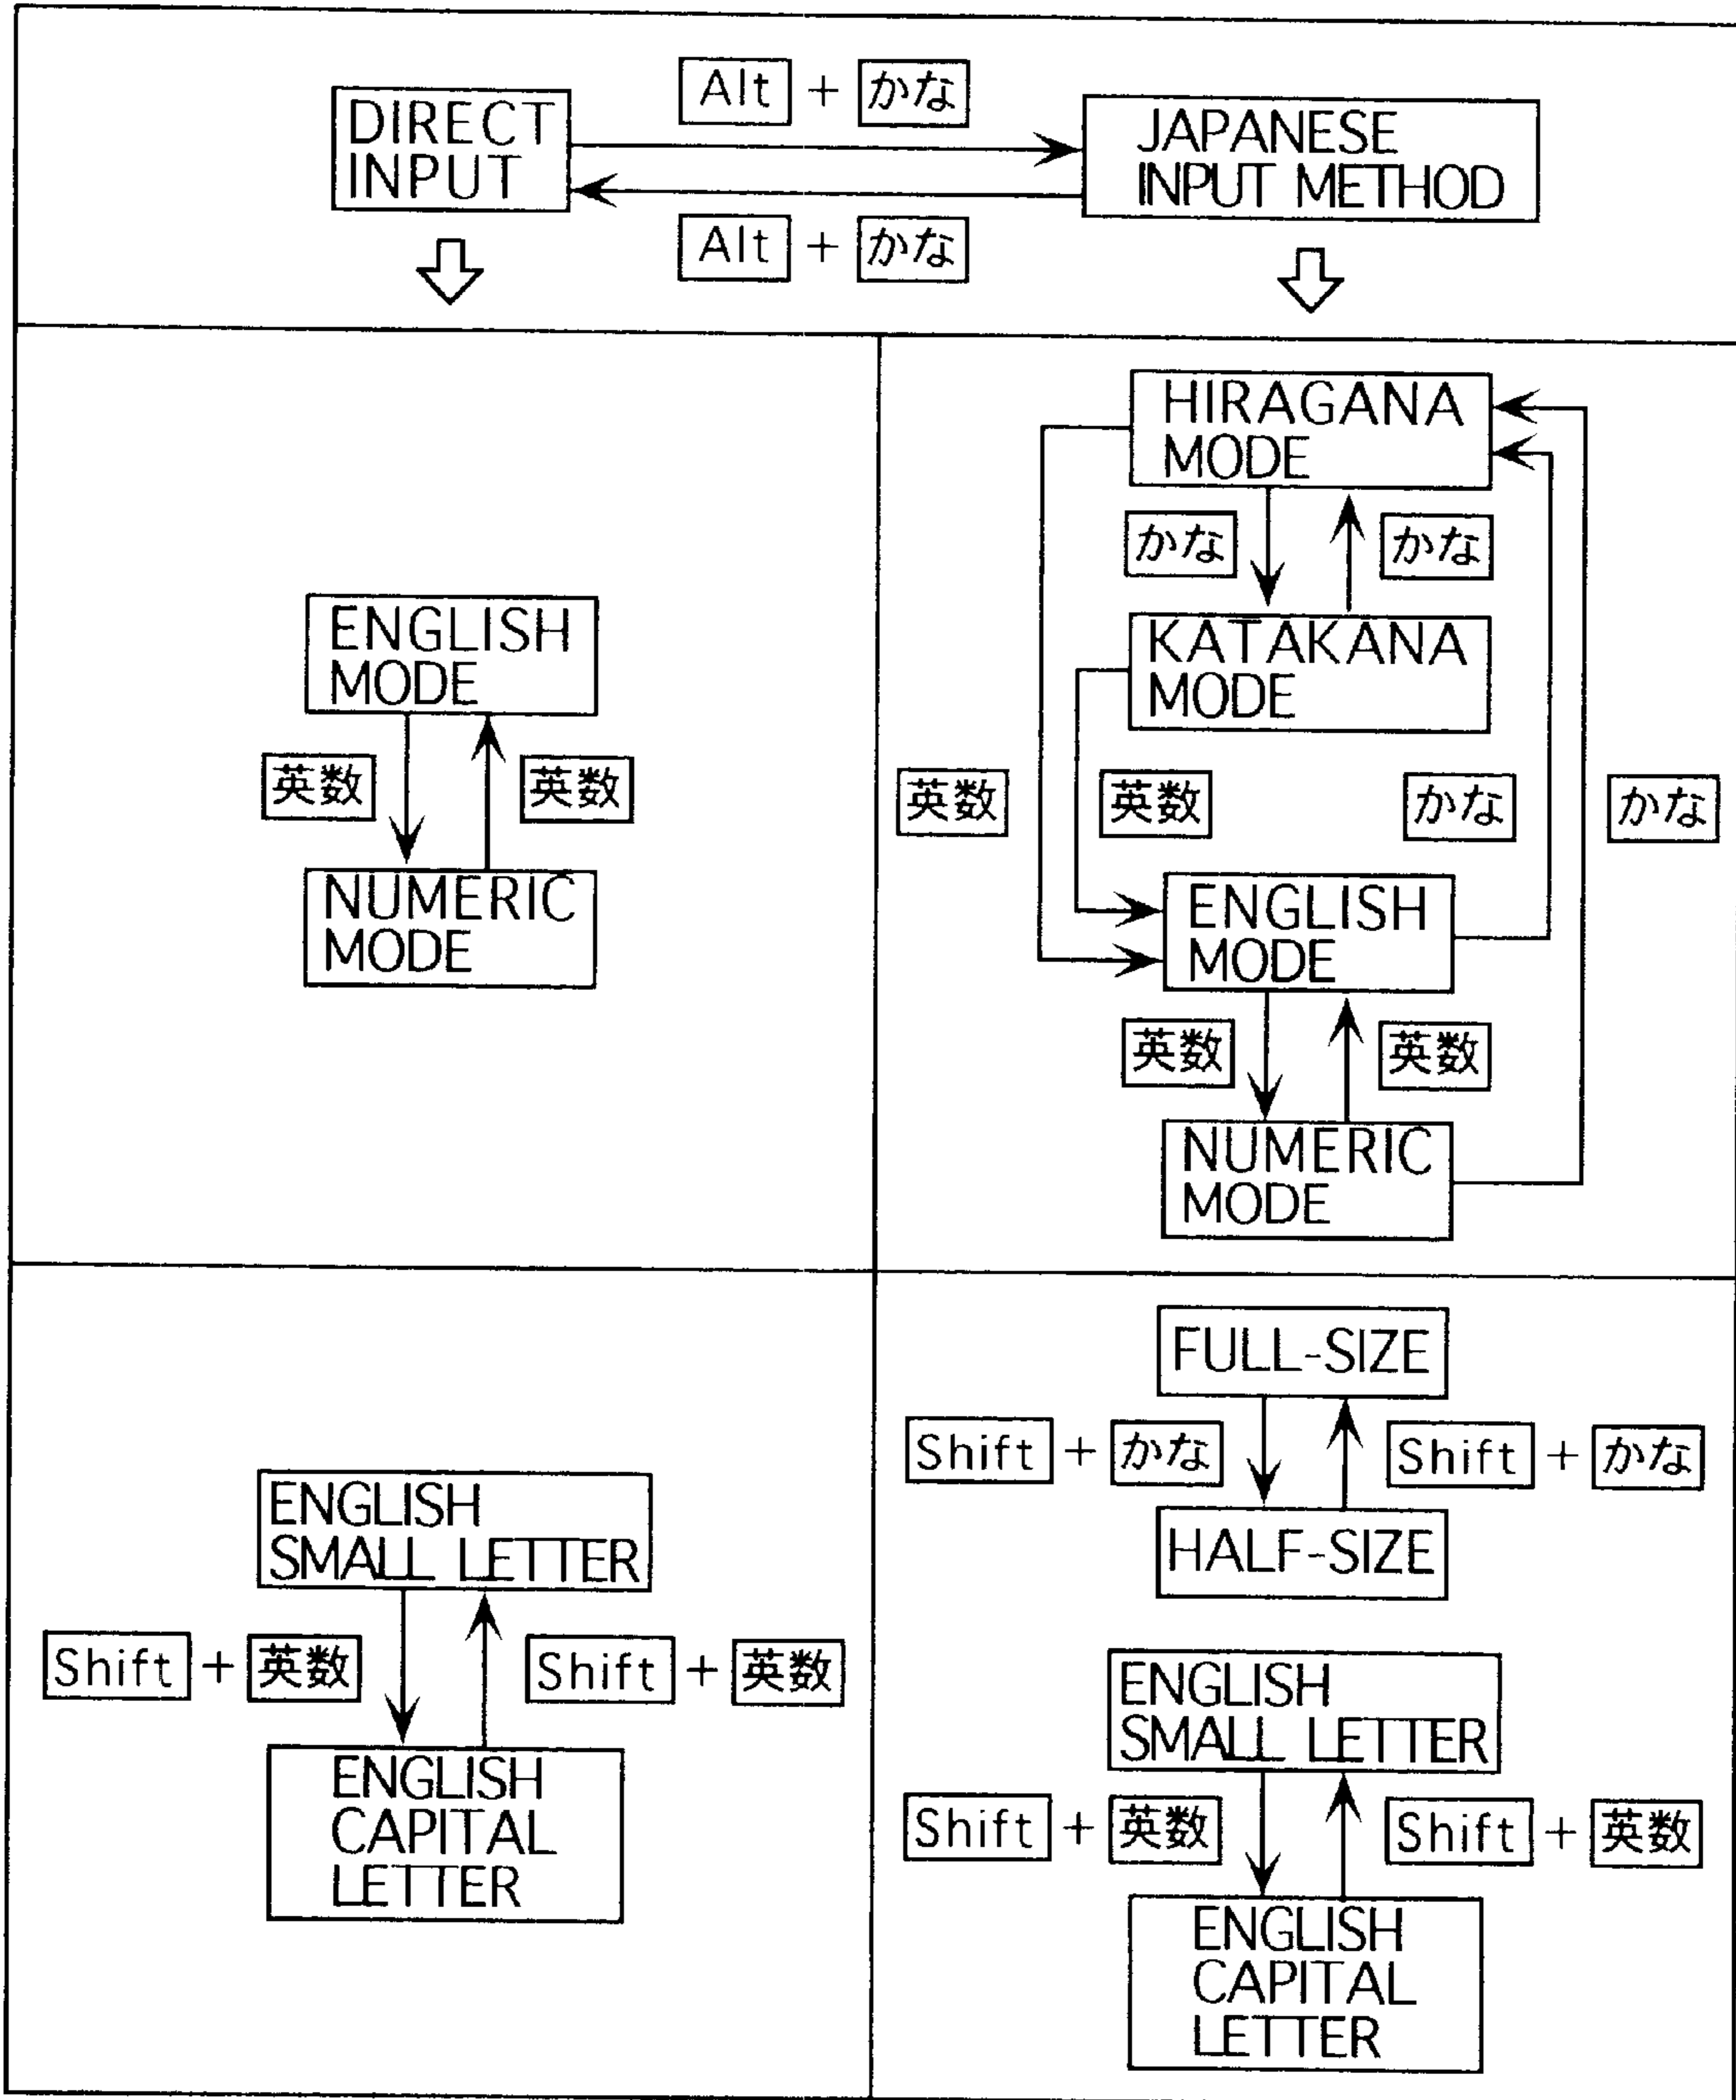 Alt + かな
DIRECT
INPUT
JAPANESE
INPUT METHOD
Alt + かな
ENGLISH
MODE
英数 英数
NUMERIC
MODE
HIRAGANA
MODE
かな かな
KATAKANA
MODE
英数 英数 かな かな
ENGLISH
MODE
英数 英数
NUMERIC
MODE
ENGLISH
SMALL LETTER
Shift + 英数 Shift + 英数
ENGLISH
CAPITAL
LETTER
FULL-SIZE
Shift + かな Shift + かな
HALF-SIZE
ENGLISH
SMALL LETTER
Shift + 英数 Shift + 英数
ENGLISH
CAPITAL
LETTER